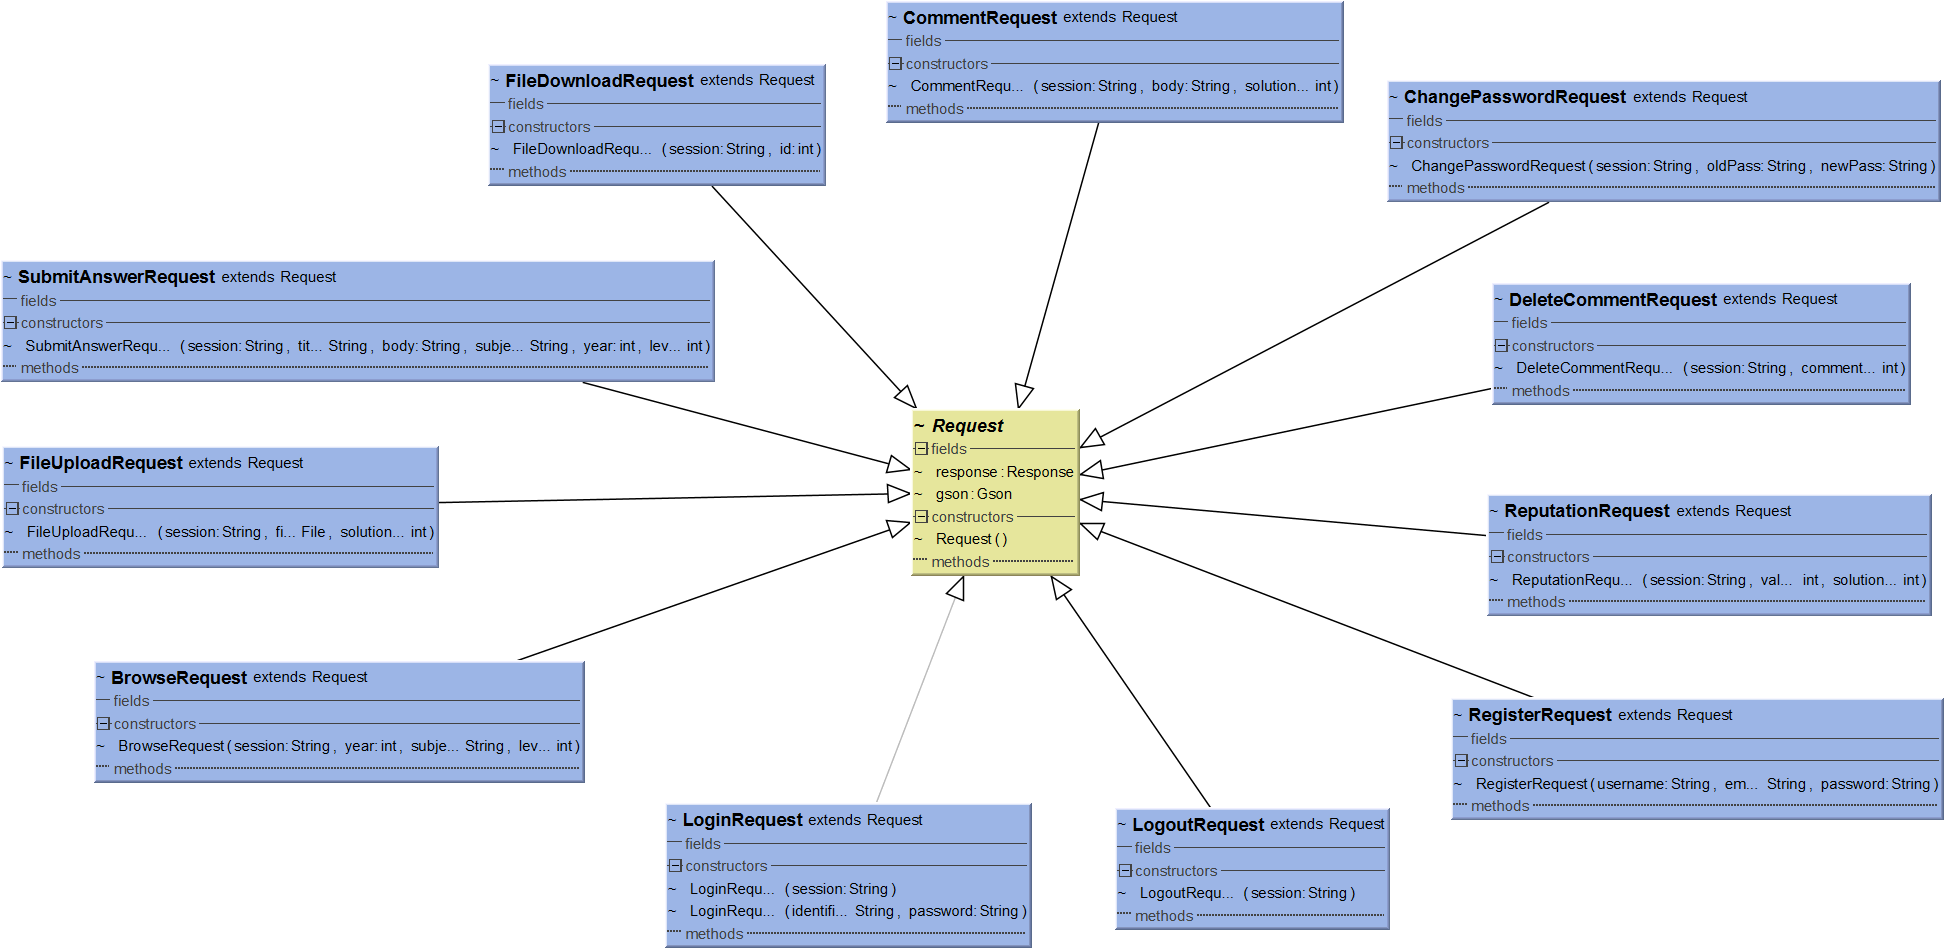 ~ CommentRequest extends Request
fields
constructors
~ CommentRequ... (session:String, body:String, solution... int)
methods
~ FileDownloadRequest extends Request
fields
constructors
~ FileDownloadRequ... (session:String, id:int)
methods
~ ChangePasswordRequest extends Request
fields
constructors
~ ChangePasswordRequest(session:String, oldPass:String, newPass:String)
methods
~ SubmitAnswerRequest extends Request
fields
constructors
~ SubmitAnswerRequ... (session:String, tit... String, body:String, subje... String, year:int, lev... int)
methods
~ DeleteCommentRequest extends Request
fields
constructors
~ DeleteCommentRequ... (session:String, comment... int)
methods
~ Request
fields
~ response:Response
~ gson:Gson
constructors
~ Request()
methods
~ FileUploadRequest extends Request
fields
constructors
~ FileUploadRequ... (session:String, fi... File, solution... int)
methods
~ ReputationRequest extends Request
fields
constructors
~ ReputationRequ... (session:String, val... int, solution... int)
methods
~ BrowseRequest extends Request
fields
constructors
~ BrowseRequest(session:String, year:int, subje... String, lev... int)
methods
~ RegisterRequest extends Request
fields
constructors
~ RegisterRequest(username:String, em... String, password:String)
methods
~ LoginRequest extends Request
fields
constructors
~ LoginRequ... (session:String)
~ LoginRequ... (identifi... String, password:String)
methods
~ LogoutRequest extends Request
fields
constructors
~ LogoutRequ... (session:String)
methods